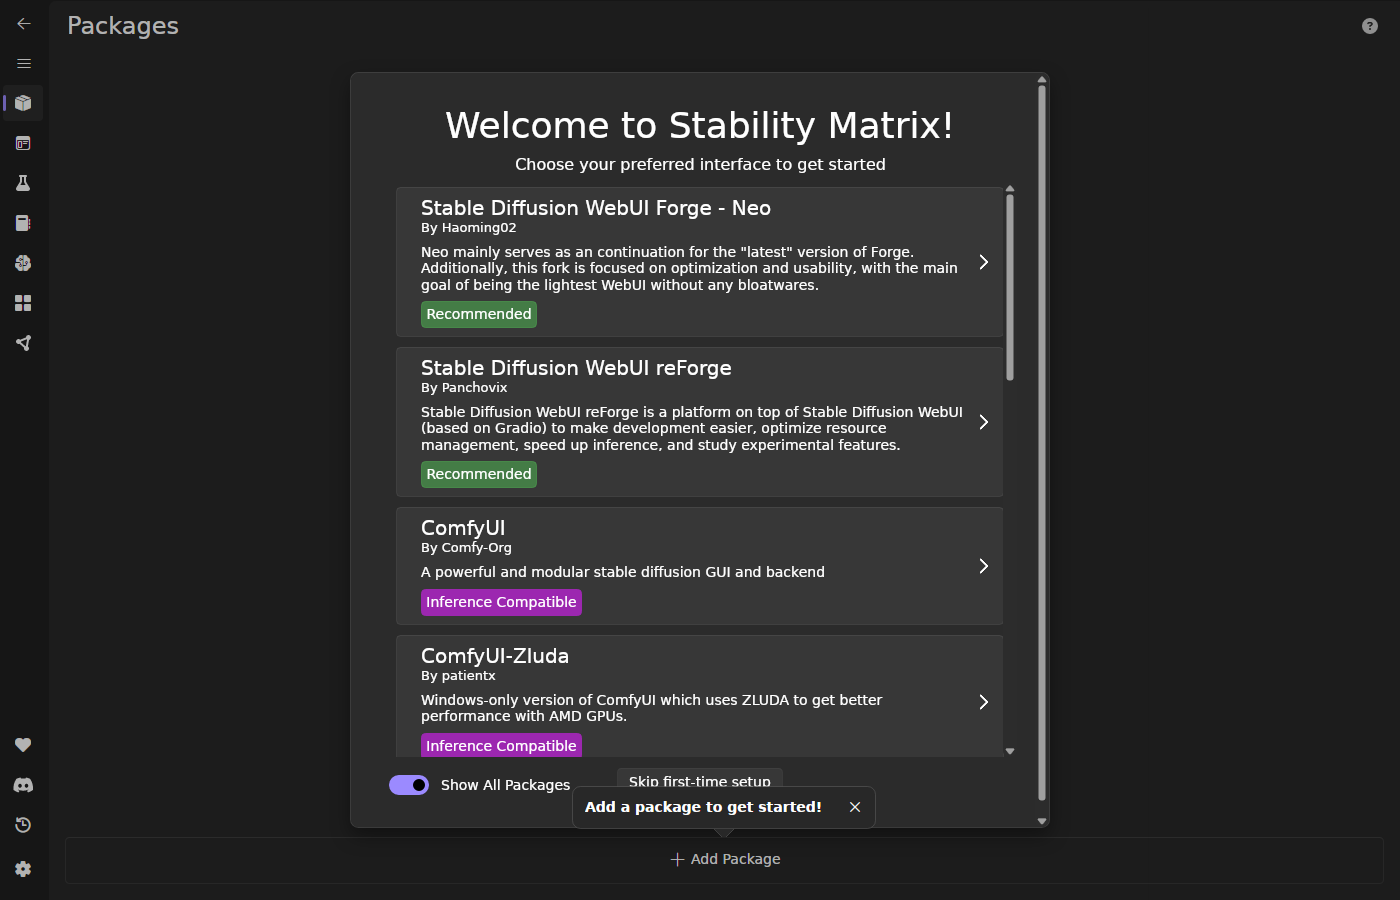 Packages
Welcome to Stability Matrix!
Choose your preferred interface to get started
Stable Diffusion WebUI Forge - Neo
By Haoming02
Neo mainly serves as an continuation for the "latest" version of Forge.
Additionally, this fork is focused on optimization and usability, with the main
goal of being the lightest WebUI without any bloatwares.
Recommended
Stable Diffusion WebUI reForge
By Panchovix
Stable Diffusion WebUI reForge is a platform on top of Stable Diffusion WebUI
(based on Gradio) to make development easier, optimize resource
management, speed up inference, and study experimental features.
Recommended
ComfyUI
By Comfy-Org
A powerful and modular stable diffusion GUI and backend
Inference Compatible
ComfyUI-Zluda
By patientx
Windows-only version of ComfyUI which uses ZLUDA to get better
performance with AMD GPUs.
Inference Compatible
Show All Packages
Skip first-time setup
Add a package to get started!
Add Package